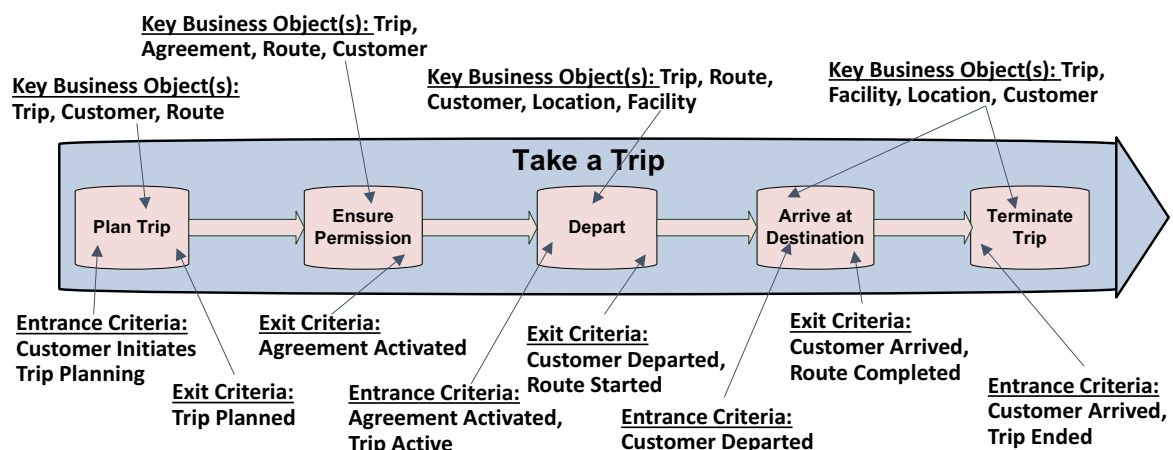 Key Business Object(s): Trip,
Agreement, Route, Customer
Key Business Object(s):
Trip, Customer, Route
Key Business Object(s): Trip, Route,
Customer, Location, Facility
Key Business Object(s): Trip,
Facility, Location, Customer
Take a Trip
Plan Trip
Ensure
Permission
Depart
Arrive at
Destination
Terminate
Trip
Entrance Criteria:
Customer Initiates
Trip Planning
Exit Criteria:
Trip Planned
Exit Criteria:
Agreement Activated
Entrance Criteria:
Agreement Activated,
Trip Active
Exit Criteria:
Customer Departed,
Route Started
Entrance Criteria:
Customer Departed
Exit Criteria:
Customer Arrived,
Route Completed
Entrance Criteria:
Customer Arrived,
Trip Ended